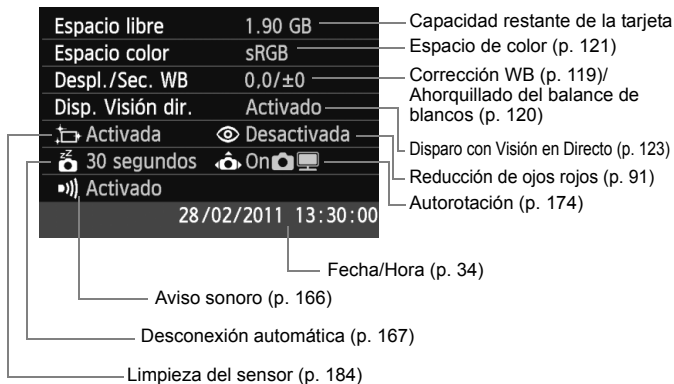 Espacio libre 1.90 GB
Espacio color sRGB
Despl./Sec. WB 0,0/±0
Disp. Visión dir. Activado
Activada Desactivada
30 segundos On
Activado
28/02/2011 13:30:00
Capacidad restante de la tarjeta
Espacio de color (p. 121)
Corrección WB (p. 119)/
Ahorquillado del balance de
blancos (p. 120)
Disparo con Visión en Directo (p. 123)
Reducción de ojos rojos (p. 91)
Autorotación (p. 174)
Fecha/Hora (p. 34)
Aviso sonoro (p. 166)
Desconexión automática (p. 167)
Limpieza del sensor (p. 184)